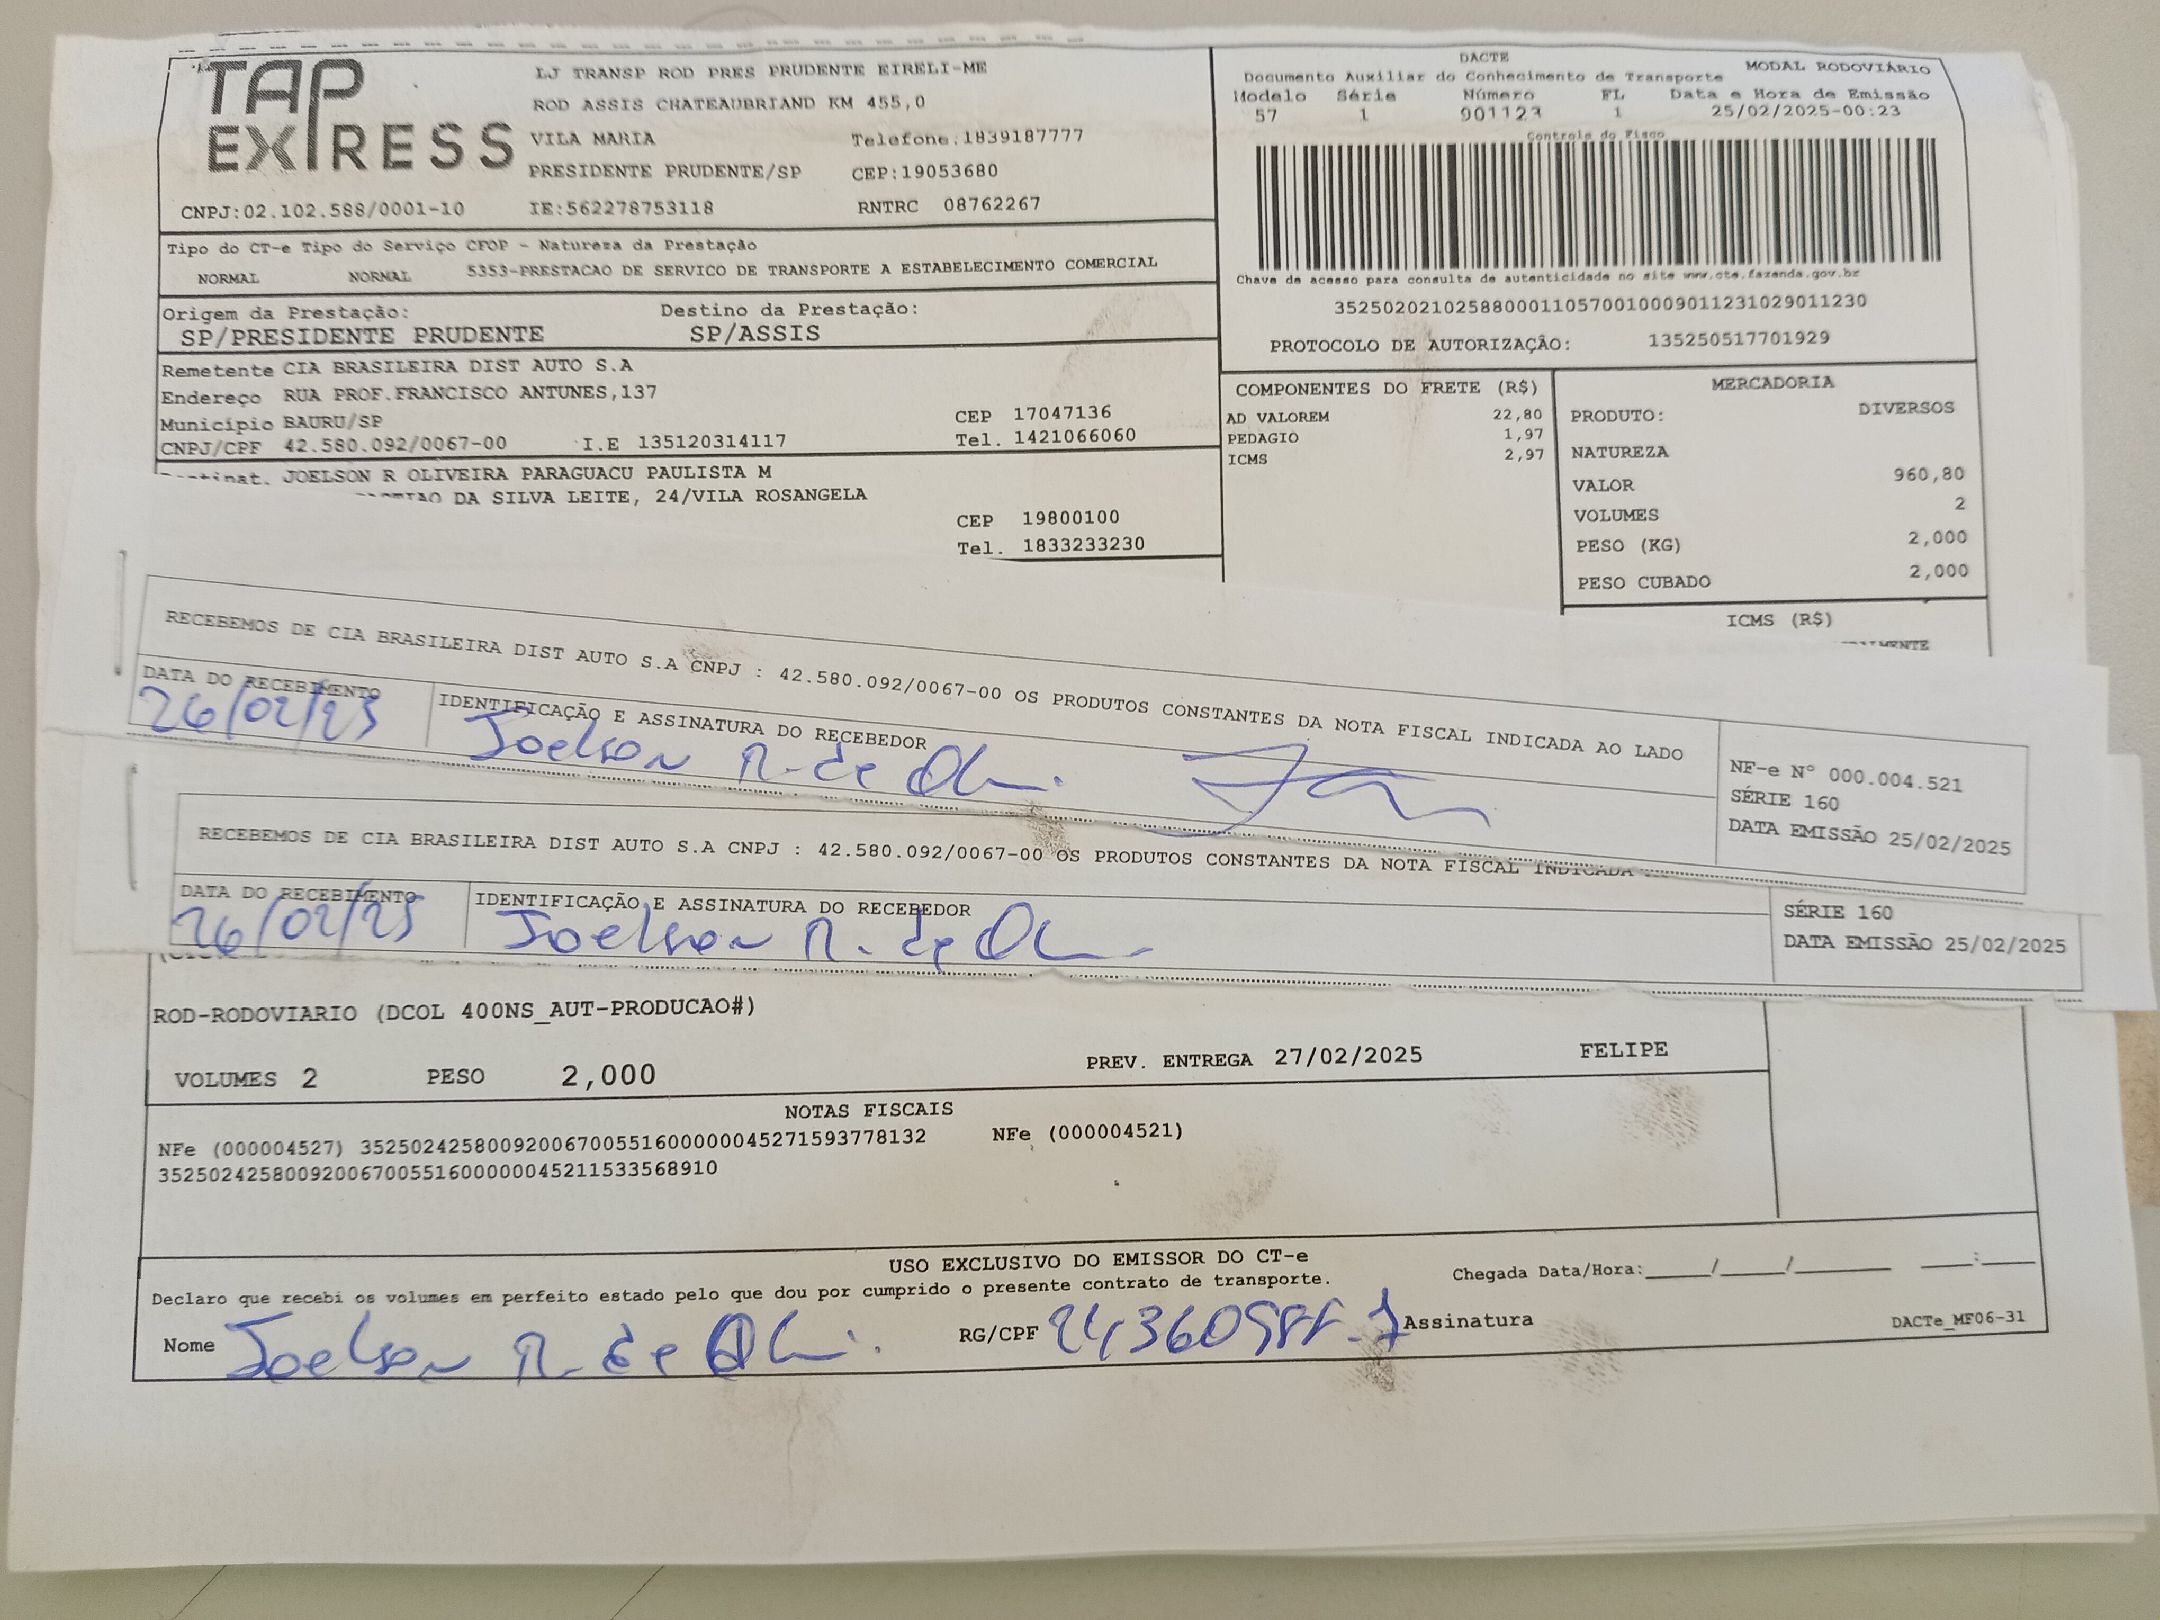 TAP EXPRESS
LJ TRANSP ROD PRES PRUDENTE EIRELI-ME
ROD ASSIS CHATEAUBRIAND KM 455,0
VILA MARIA Telefone.1839187777
PRESIDENTE PRUDENTE/SP CEP:19053680
CNPJ:02.102.588/0001-10 IE:562278753118 RNTRC 08762267
DACTE MODAL RODOVIÁRIO
Documento Auxiliar do Conhecimento de Transporte
Modelo Série Número FL Data e Hora de Emissão
57 1 901123 1 25/02/2025-00:23
Controle do Fisco
Chave de acesso para consulta de autenticidade no site www.cte.fazenda.gov.br
35250202102588000110570010009011231029011230
PROTOCOLO DE AUTORIZAÇÃO: 135250517701929
Tipo do CT-e Tipo do Serviço CFOP - Natureza da Prestação
NORMAL NORMAL 5353-PRESTACAO DE SERVICO DE TRANSPORTE A ESTABELECIMENTO COMERCIAL
Origem da Prestação: Destino da Prestação:
SP/PRESIDENTE PRUDENTE SP/ASSIS
Remetente CIA BRASILEIRA DIST AUTO S.A
Endereço RUA PROF.FRANCISCO ANTUNES,137
Município BAURU/SP CEP 17047136
CNPJ/CPF 42.580.092/0067-00 I.E 135120314117 Tel. 1421066060
JOELSON R OLIVEIRA PARAGUACU PAULISTA M
DA SILVA LEITE, 24/VILA ROSANGELA
CEP 19800100
Tel. 1833233230
COMPONENTES DO FRETE (R$)
AD VALOREM 22,80
PEDAGIO 1,97
ICMS 2,97
MERCADORIA
PRODUTO: DIVERSOS
NATUREZA
VALOR 960,80
VOLUMES 2
PESO (KG) 2,000
PESO CUBADO 2,000
ICMS (R$)
RECEBEMOS DE CIA BRASILEIRA DIST AUTO S.A CNPJ : 42.580.092/0067-00 OS PRODUTOS CONSTANTES DA NOTA FISCAL INDICADA AO LADO
DATA DO RECEBIMENTO IDENTIFICAÇÃO E ASSINATURA DO RECEBEDOR
26/02/25 Joelson R. de Oli.
NF-e Nº 000.004.521
SÉRIE 160
DATA EMISSÃO 25/02/2025
RECEBEMOS DE CIA BRASILEIRA DIST AUTO S.A CNPJ : 42.580.092/0067-00 OS PRODUTOS CONSTANTES DA NOTA FISCAL INDICADA
DATA DO RECEBIMENTO IDENTIFICAÇÃO E ASSINATURA DO RECEBEDOR
26/02/25 Joelson R. de Oli.
SÉRIE 160
DATA EMISSÃO 25/02/2025
ROD-RODOVIARIO (DCOL 400NS_AUT-PRODUCAO#)
VOLUMES 2 PESO 2,000 PREV. ENTREGA 27/02/2025 FELIPE
NOTAS FISCAIS
NFe (000004527) 35250242580092006700551600000045271593778132 NFe (000004521)
35250242580092006700551600000045211533568910
USO EXCLUSIVO DO EMISSOR DO CT-e
Declaro que recebi os volumes em perfeito estado pelo que dou por cumprido o presente contrato de transporte. Chegada Data/Hora:_____/_____/_______ ____:____
Nome Joelson R. de Oli. RG/CPF Assinatura DACTe_MF06-31